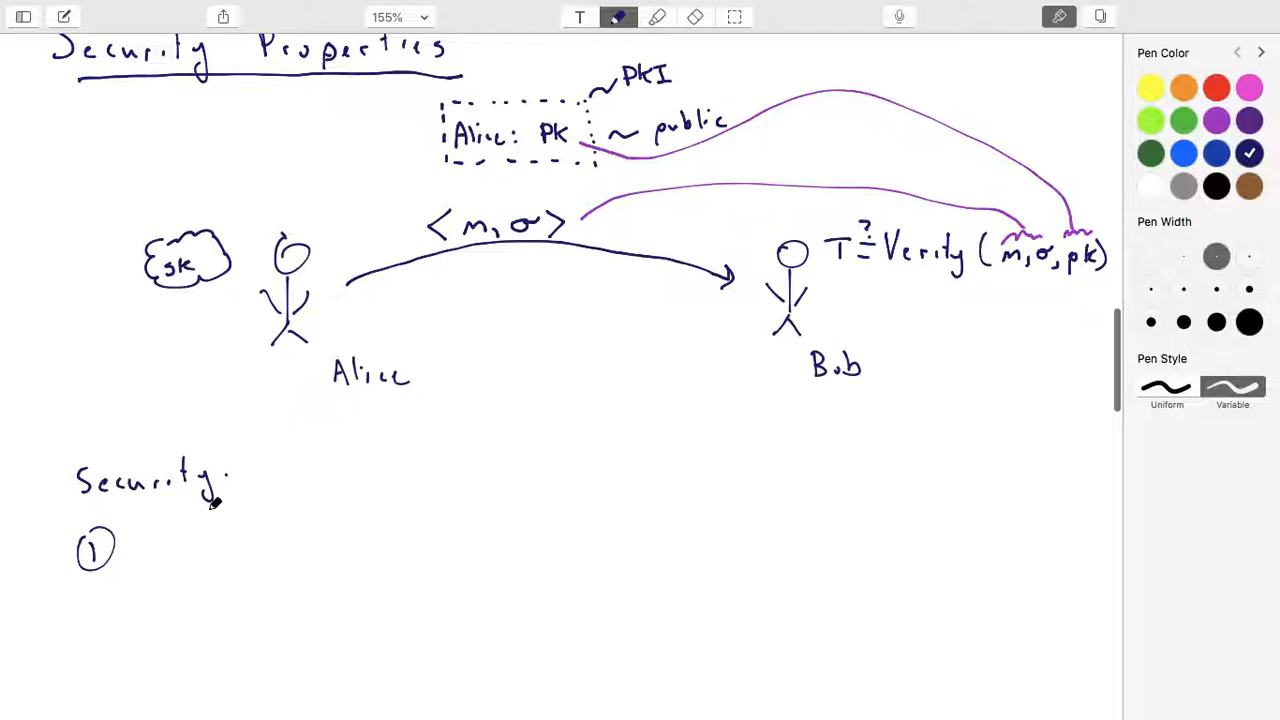 155%
T
Pen Color
Security Properties
PKI
Alice: PK ~ public
< m, σ >
sk
T ≟ Verify (m, σ, pk)
Alice
Bob
Pen Width
Pen Style
Uniform Variable
Security.
①